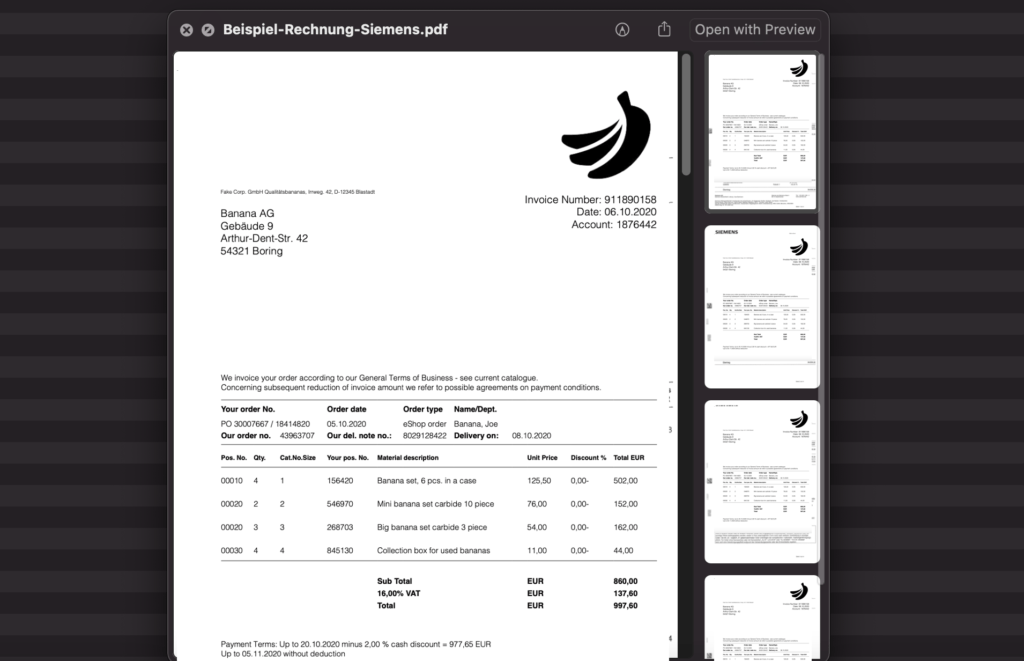 Beispiel-Rechnung-Siemens.pdf
Open with Preview
Fake Corp. GmbH Qualitätsbananas, Irrweg. 42, D-12345 Blastadt
Banana AG
Gebäude 9
Arthur-Dent-Str. 42
54321 Boring
Invoice Number: 911890158
Date: 06.10.2020
Account: 1876442
We invoice your order according to our General Terms of Business - see current catalogue.
Concerning subsequent reduction of invoice amount we refer to possible agreements on payment conditions.
Your order No. Order date Order type Name/Dept.
PO 30007667 / 18414820 05.10.2020 eShop order Banana, Joe
Our order no. 43963707 Our del. note no.: 8029128422 Delivery on: 08.10.2020
Pos. No. Qty. Cat.No.Size Your pos. No. Material description Unit Price Discount % Total EUR
00010 4 1 156420 Banana set, 6 pcs. in a case 125,50 0,00- 502,00
00020 2 2 546970 Mini banana set carbide 10 piece 76,00 0,00- 152,00
00020 3 3 268703 Big banana set carbide 3 piece 54,00 0,00- 162,00
00030 4 4 845130 Collection box for used bananas 11,00 0,00- 44,00
Sub Total EUR 860,00
16,00% VAT EUR 137,60
Total EUR 997,60
Payment Terms: Up to 20.10.2020 minus 2,00 % cash discount = 977,65 EUR
Up to 05.11.2020 without deduction
SIEMENS